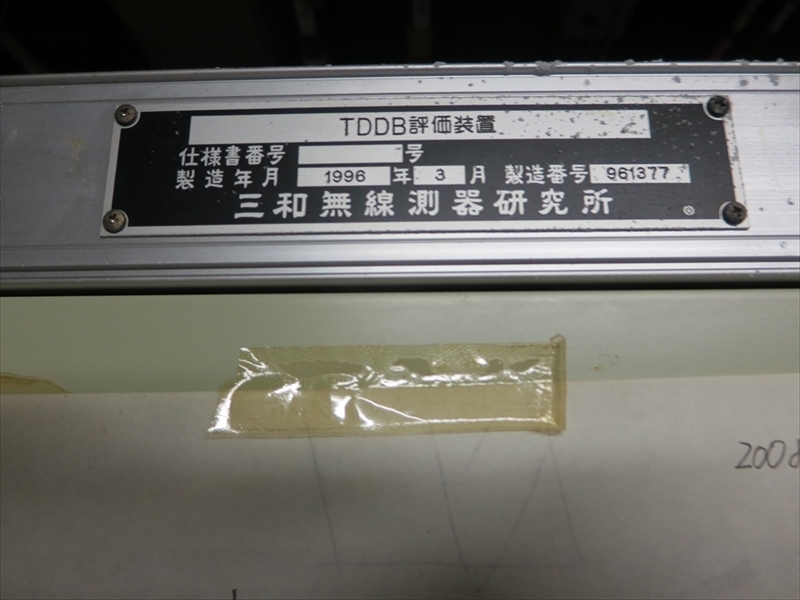 TDDB評価装置
仕様書番号 号
製造年月 1996 年 3 月 製造番号 961377
三和無線測器研究所